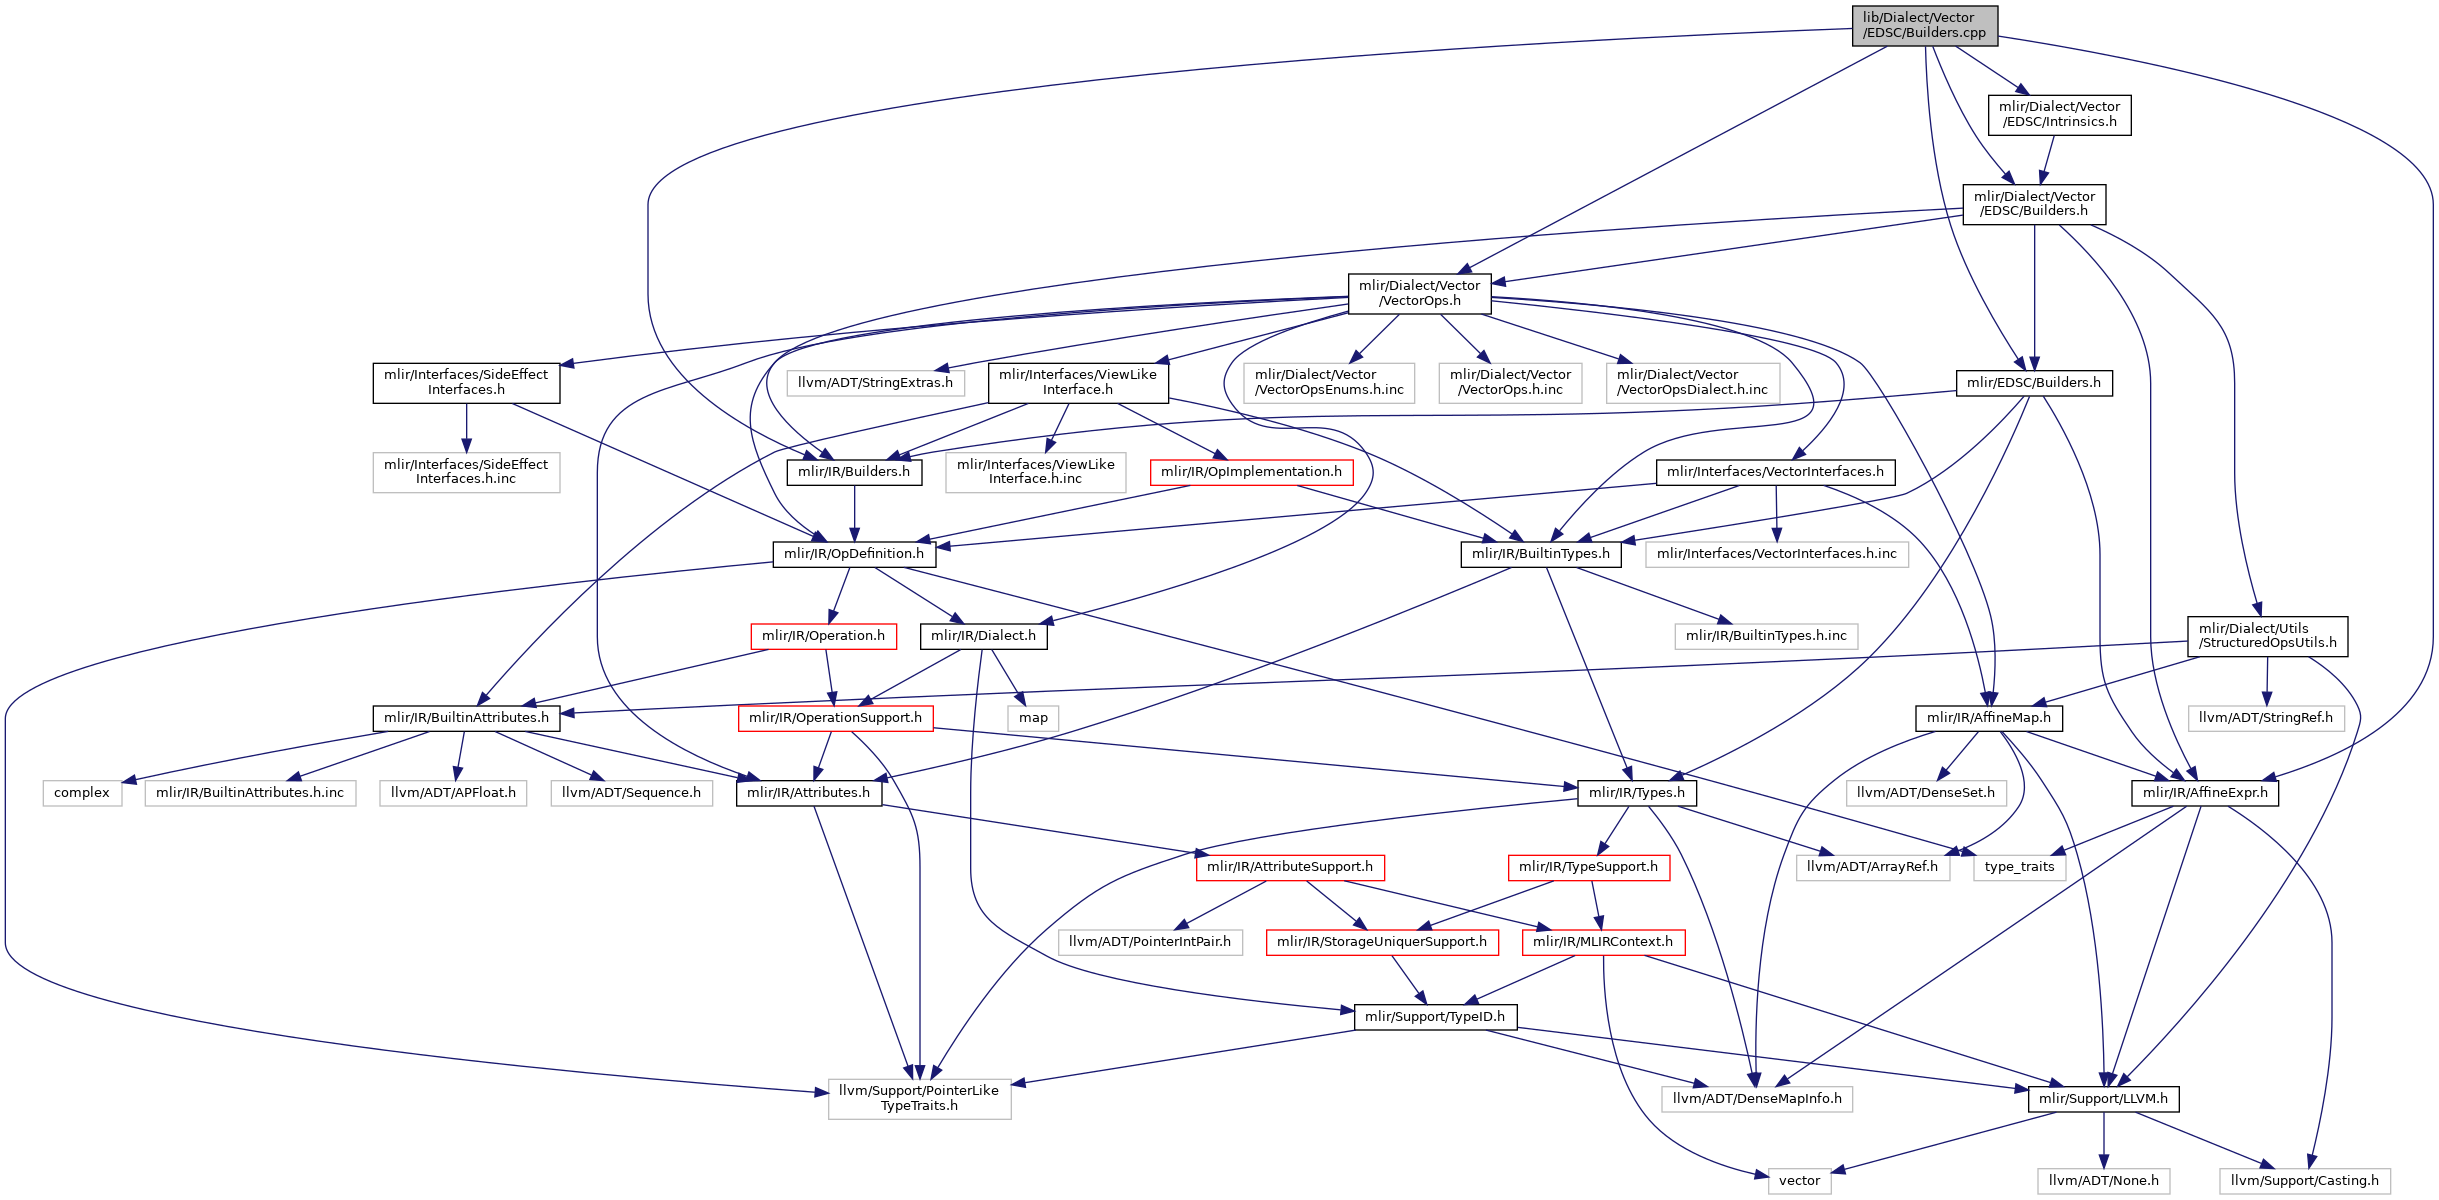 lib/Dialect/Vector
/EDSC/Builders.cpp
mlir/Dialect/Vector
/EDSC/Intrinsics.h
mlir/Dialect/Vector
/EDSC/Builders.h
mlir/Dialect/Vector
/VectorOps.h
mlir/Interfaces/SideEffect
Interfaces.h
llvm/ADT/StringExtras.h
mlir/Interfaces/ViewLike
Interface.h
mlir/Dialect/Vector
/VectorOpsEnums.h.inc
mlir/Dialect/Vector
/VectorOps.h.inc
mlir/Dialect/Vector
/VectorOpsDialect.h.inc
mlir/EDSC/Builders.h
mlir/Interfaces/SideEffect
Interfaces.h.inc
mlir/IR/Builders.h
mlir/Interfaces/ViewLike
Interface.h.inc
mlir/IR/OpImplementation.h
mlir/Interfaces/VectorInterfaces.h
mlir/IR/OpDefinition.h
mlir/IR/BuiltinTypes.h
mlir/Interfaces/VectorInterfaces.h.inc
mlir/IR/Operation.h
mlir/IR/Dialect.h
mlir/IR/BuiltinTypes.h.inc
mlir/Dialect/Utils
/StructuredOpsUtils.h
mlir/IR/BuiltinAttributes.h
mlir/IR/OperationSupport.h
map
mlir/IR/AffineMap.h
llvm/ADT/StringRef.h
complex
mlir/IR/BuiltinAttributes.h.inc
llvm/ADT/APFloat.h
llvm/ADT/Sequence.h
mlir/IR/Attributes.h
mlir/IR/Types.h
llvm/ADT/DenseSet.h
mlir/IR/AffineExpr.h
mlir/IR/AttributeSupport.h
mlir/IR/TypeSupport.h
llvm/ADT/ArrayRef.h
type_traits
llvm/ADT/PointerIntPair.h
mlir/IR/StorageUniquerSupport.h
mlir/IR/MLIRContext.h
mlir/Support/TypeID.h
llvm/Support/PointerLike
TypeTraits.h
llvm/ADT/DenseMapInfo.h
mlir/Support/LLVM.h
vector
llvm/ADT/None.h
llvm/Support/Casting.h